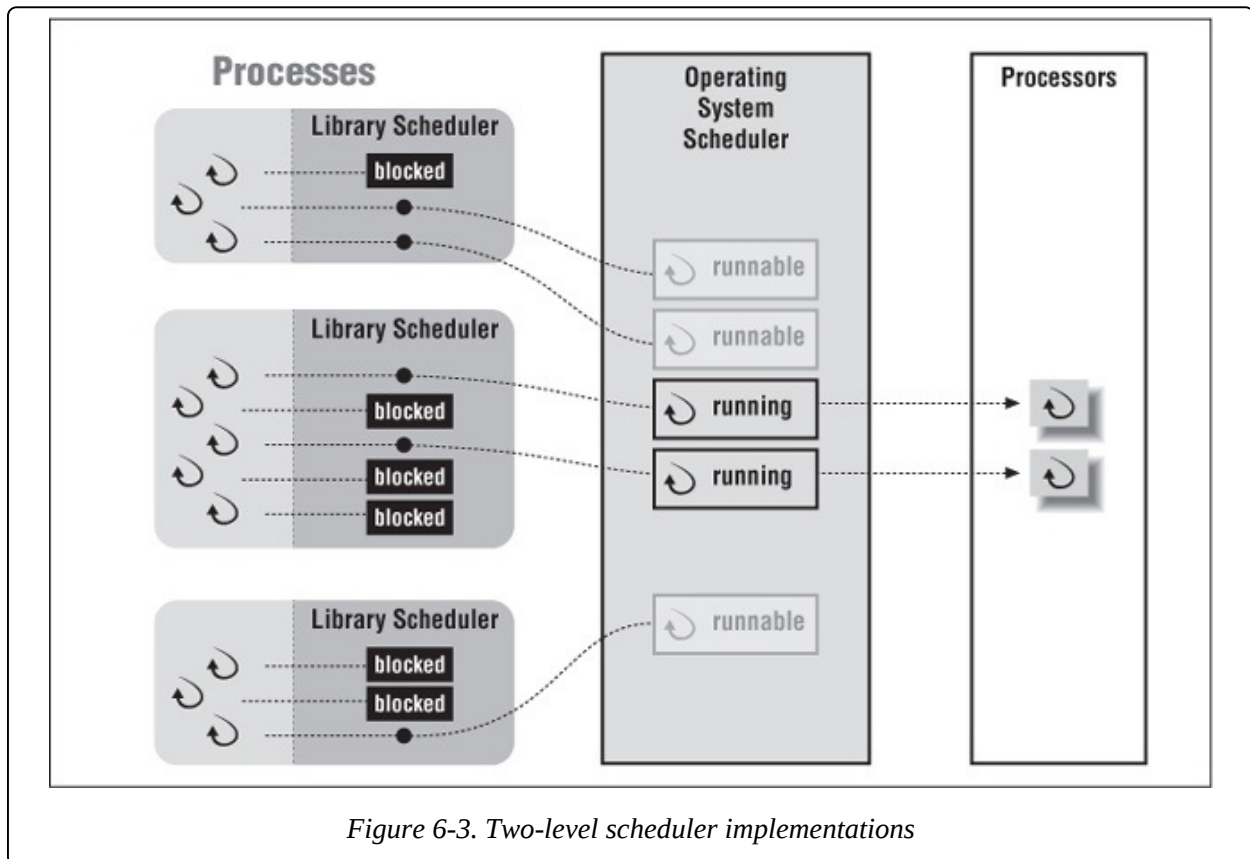 Processes
Library Scheduler
blocked
Library Scheduler
blocked
blocked
blocked
Library Scheduler
blocked
blocked
Operating
System
Scheduler
runnable
runnable
running
running
runnable
Processors
Figure 6-3. Two-level scheduler implementations